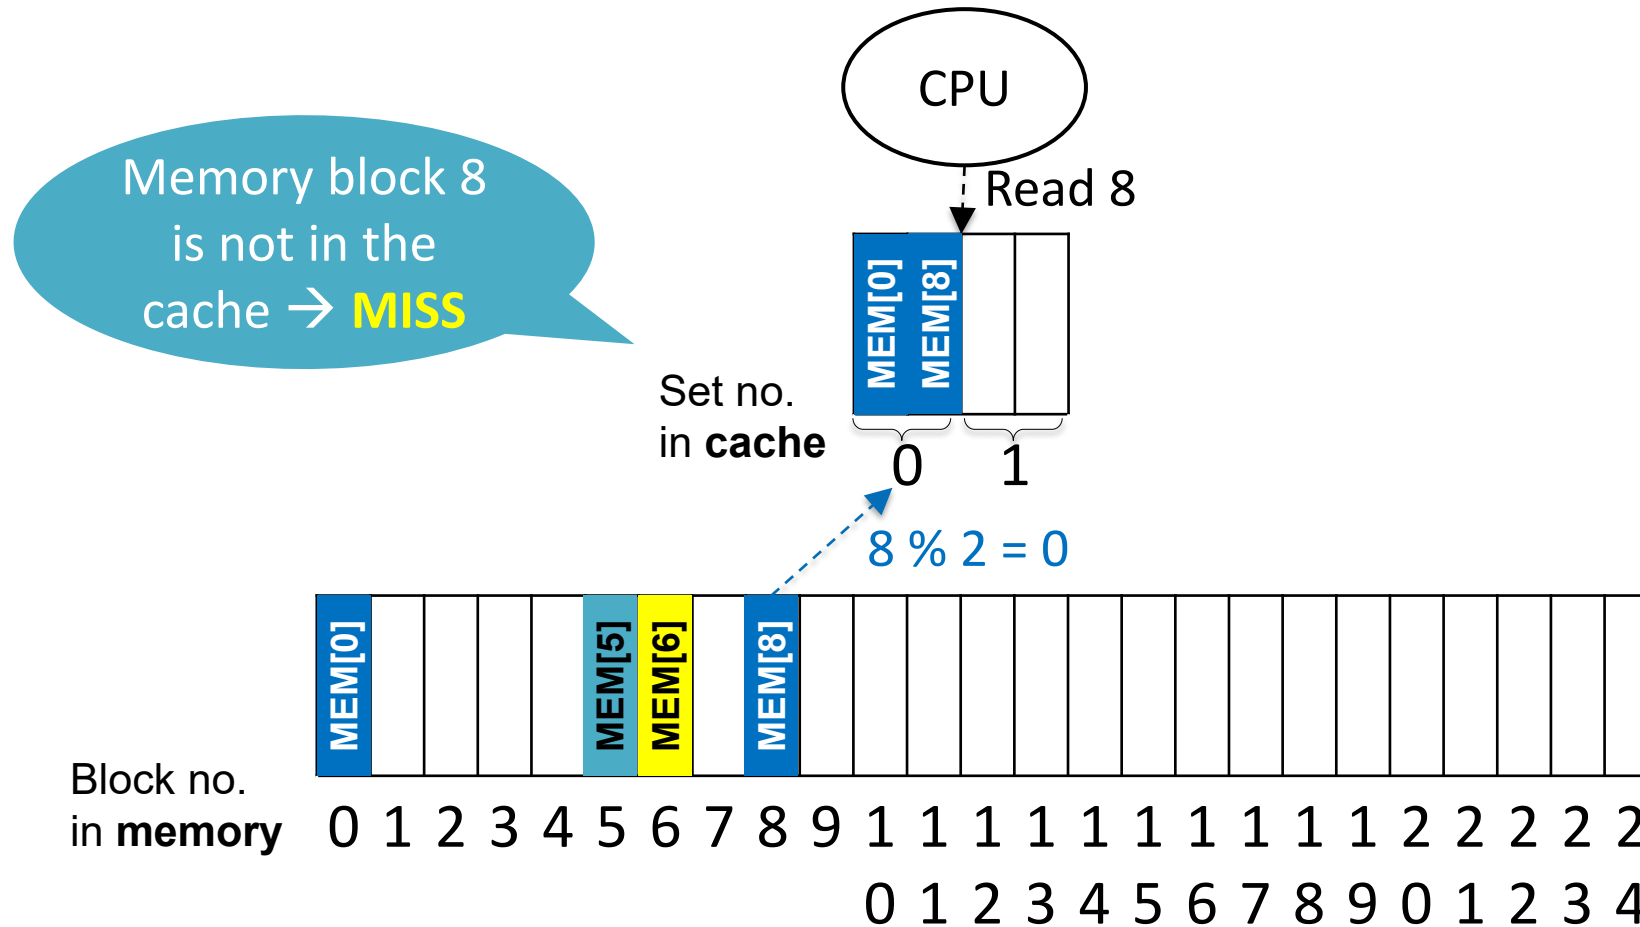 CPU
Read 8
Memory block 8
is not in the
cache → MISS
MEM[0]
MEM[8]
Set no.
in cache
0 1
8 % 2 = 0
MEM[0]
MEM[5]
MEM[6]
MEM[8]
Block no.
in memory
0 1 2 3 4 5 6 7 8 9 1 1 1 1 1 1 1 1 1 1 2 2 2 2 2
0 1 2 3 4 5 6 7 8 9 0 1 2 3 4